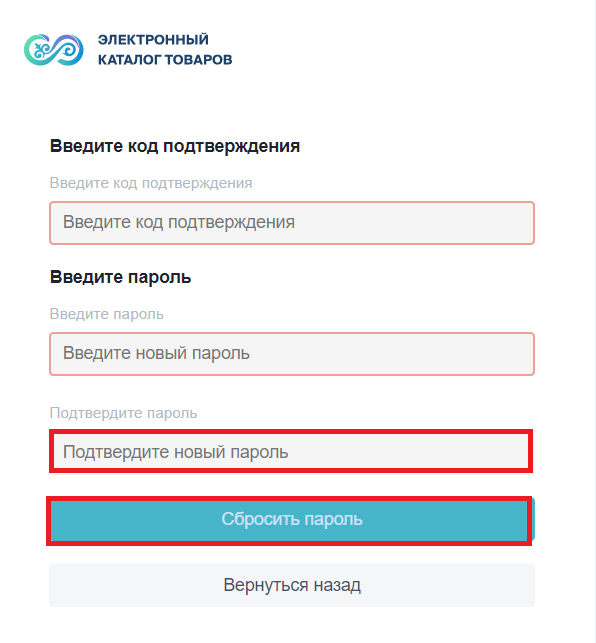 ЭЛЕКТРОННЫЙ
КАТАЛОГ ТОВАРОВ
Введите код подтверждения
Введите код подтверждения
Введите код подтверждения
Введите пароль
Введите пароль
Введите новый пароль
Подтвердите пароль
Подтвердите новый пароль
Сбросить пароль
Вернуться назад